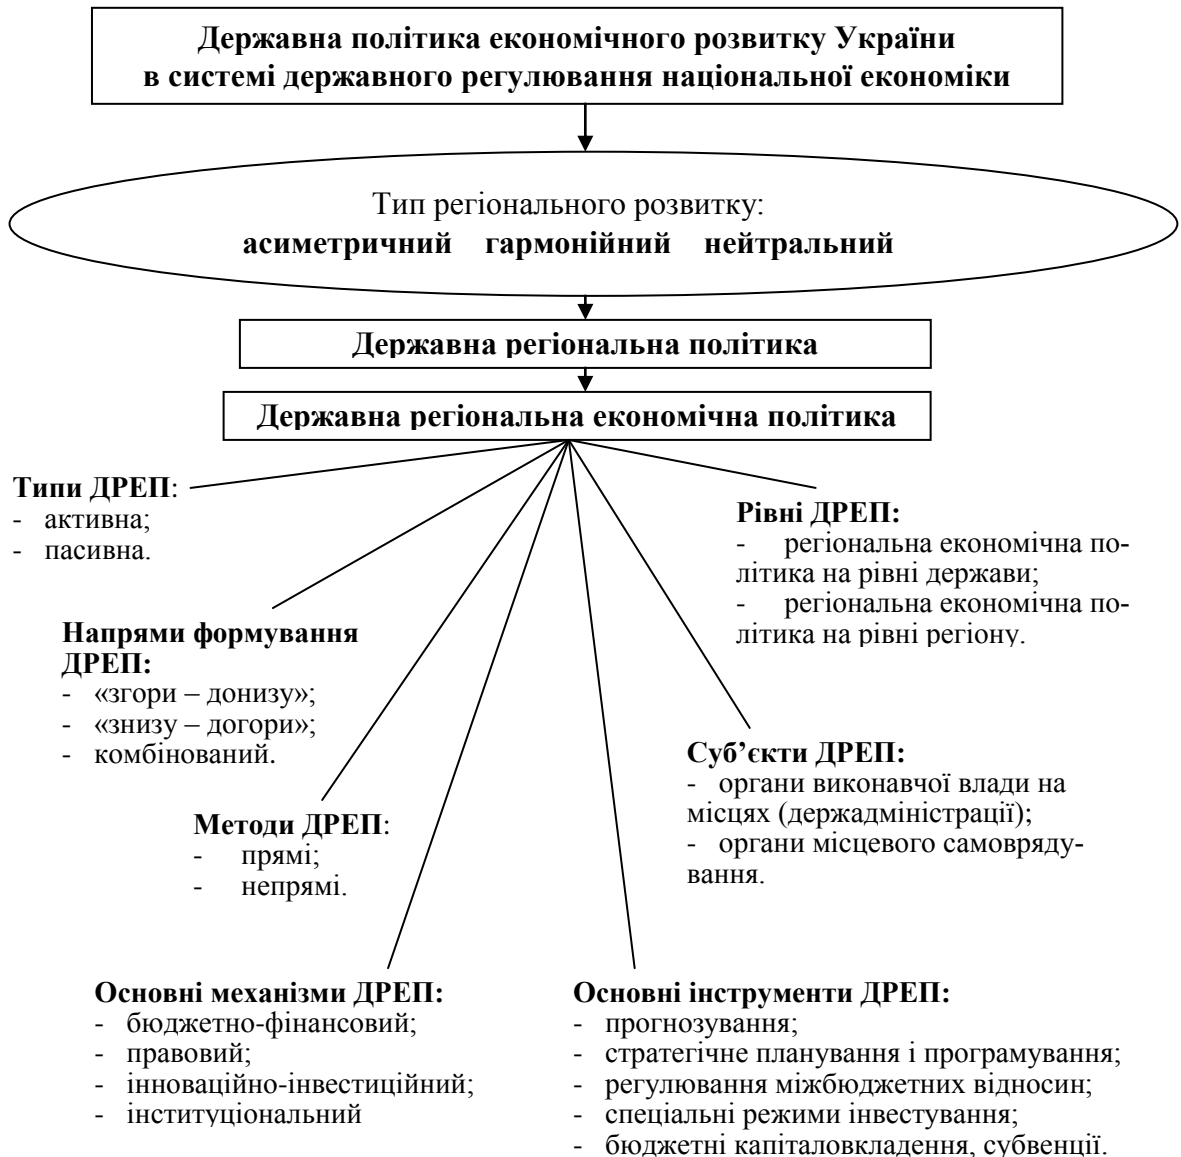 Державна політика економічного розвитку України
в системі державного регулювання національної економіки
Тип регіонального розвитку:
асиметричний гармонійний нейтральний
Державна регіональна політика
Державна регіональна економічна політика
Типи ДРЕП:
- активна;
- пасивна.
Рівні ДРЕП:
- регіональна економічна по-
літика на рівні держави;
- регіональна економічна по-
літика на рівні регіону.
Напрями формування
ДРЕП:
- «згори – донизу»;
- «знизу – догори»;
- комбінований.
Суб’єкти ДРЕП:
- органи виконавчої влади на
місцях (держадміністрації);
- органи місцевого самовряду-
вання.
Методи ДРЕП:
- прямі;
- непрямі.
Основні механізми ДРЕП:
- бюджетно-фінансовий;
- правовий;
- інноваційно-інвестиційний;
- інституціональний
Основні інструменти ДРЕП:
- прогнозування;
- стратегічне планування і програмування;
- регулювання міжбюджетних відносин;
- спеціальні режими інвестування;
- бюджетні капіталовкладення, субвенції.